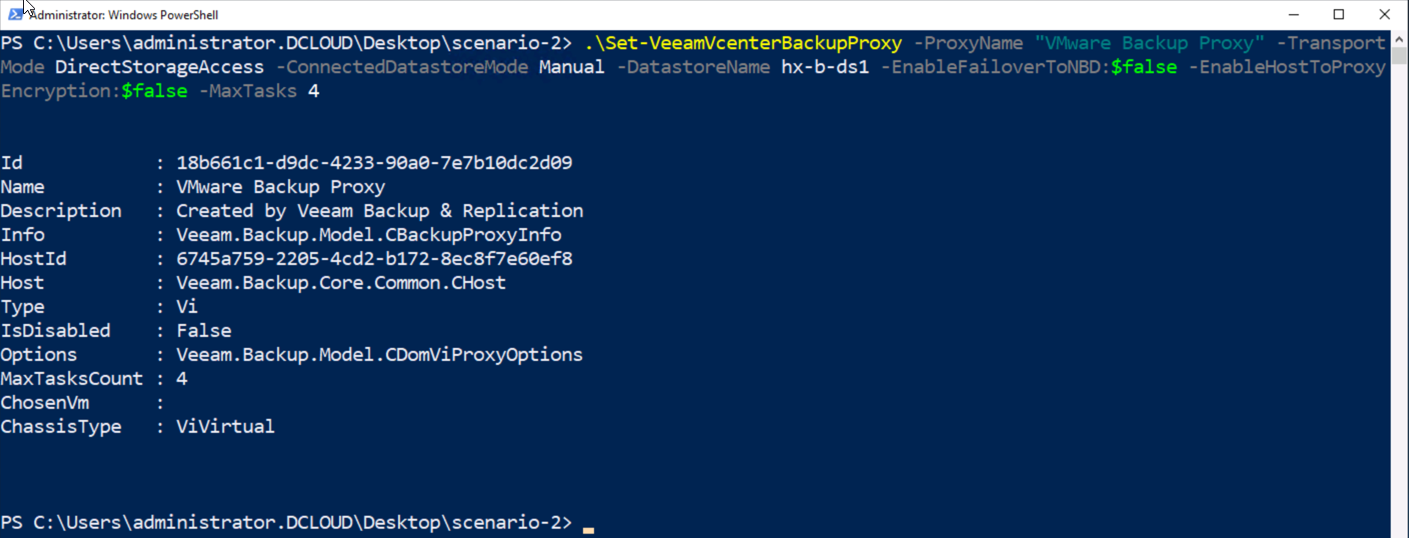 Administrator: Windows PowerShell
PS C:\Users\administrator.DCLOUD\Desktop\scenario-2> .\Set-VeeamVcenterBackupProxy -ProxyName "VMware Backup Proxy" -Transport
Mode DirectStorageAccess -ConnectedDatastoreMode Manual -DatastoreName hx-b-ds1 -EnableFailoverToNBD:$false -EnableHostToProxy
Encryption:$false -MaxTasks 4
Id : 18b661c1-d9dc-4233-90a0-7e7b10dc2d09
Name : VMware Backup Proxy
Description : Created by Veeam Backup & Replication
Info : Veeam.Backup.Model.CBackupProxyInfo
HostId : 6745a759-2205-4cd2-b172-8ec8f7e60ef8
Host : Veeam.Backup.Core.Common.CHost
Type : Vi
IsDisabled : False
Options : Veeam.Backup.Model.CDomViProxyOptions
MaxTasksCount : 4
ChosenVm :
ChassisType : ViVirtual
PS C:\Users\administrator.DCLOUD\Desktop\scenario-2>